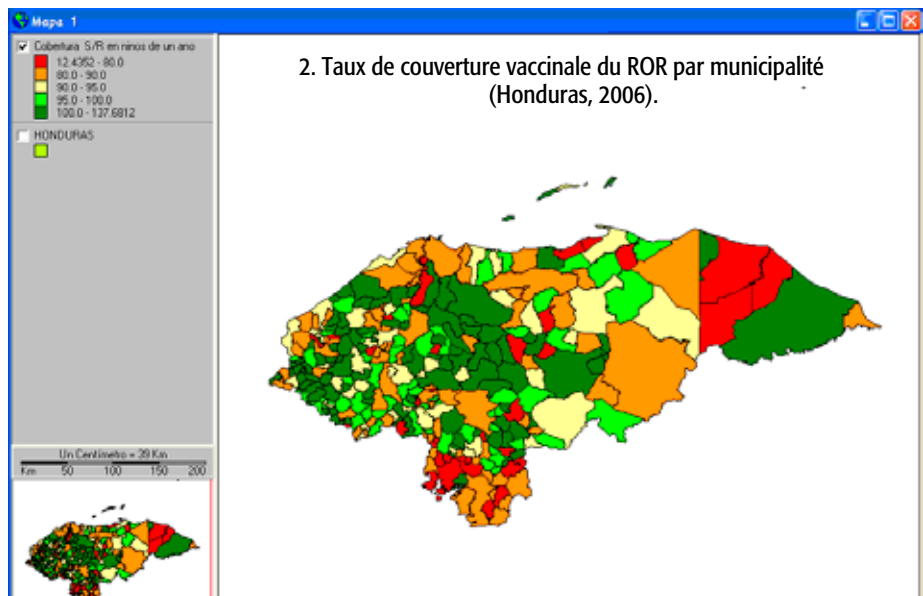 Mapa 1
Cobertura S/R en ninos de un ano
12.4352 - 80.0
80.0 - 90.0
90.0 - 95.0
95.0 - 100.0
100.0 - 137.6812
HONDURAS
2. Taux de couverture vaccinale du ROR par municipalité
(Honduras, 2006).
Un Centimetro = 39 Km
Km 50 100 150 200